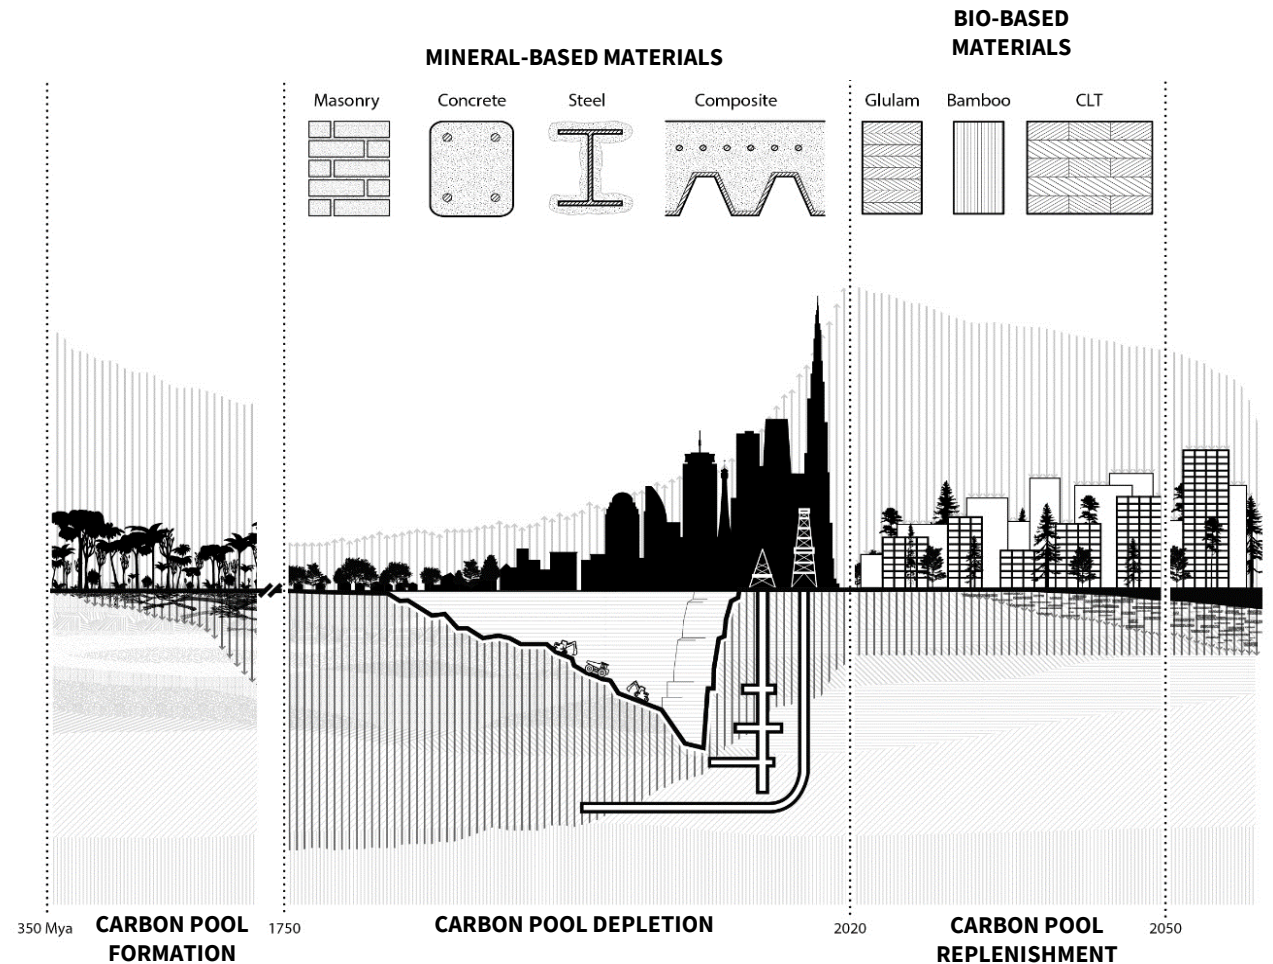 BIO-BASED
MATERIALS
MINERAL-BASED MATERIALS
Masonry
Concrete
Steel
Composite
Glulam
Bamboo
CLT
350 Mya
CARBON POOL
FORMATION
1750
CARBON POOL DEPLETION
2020
CARBON POOL
REPLENISHMENT
2050